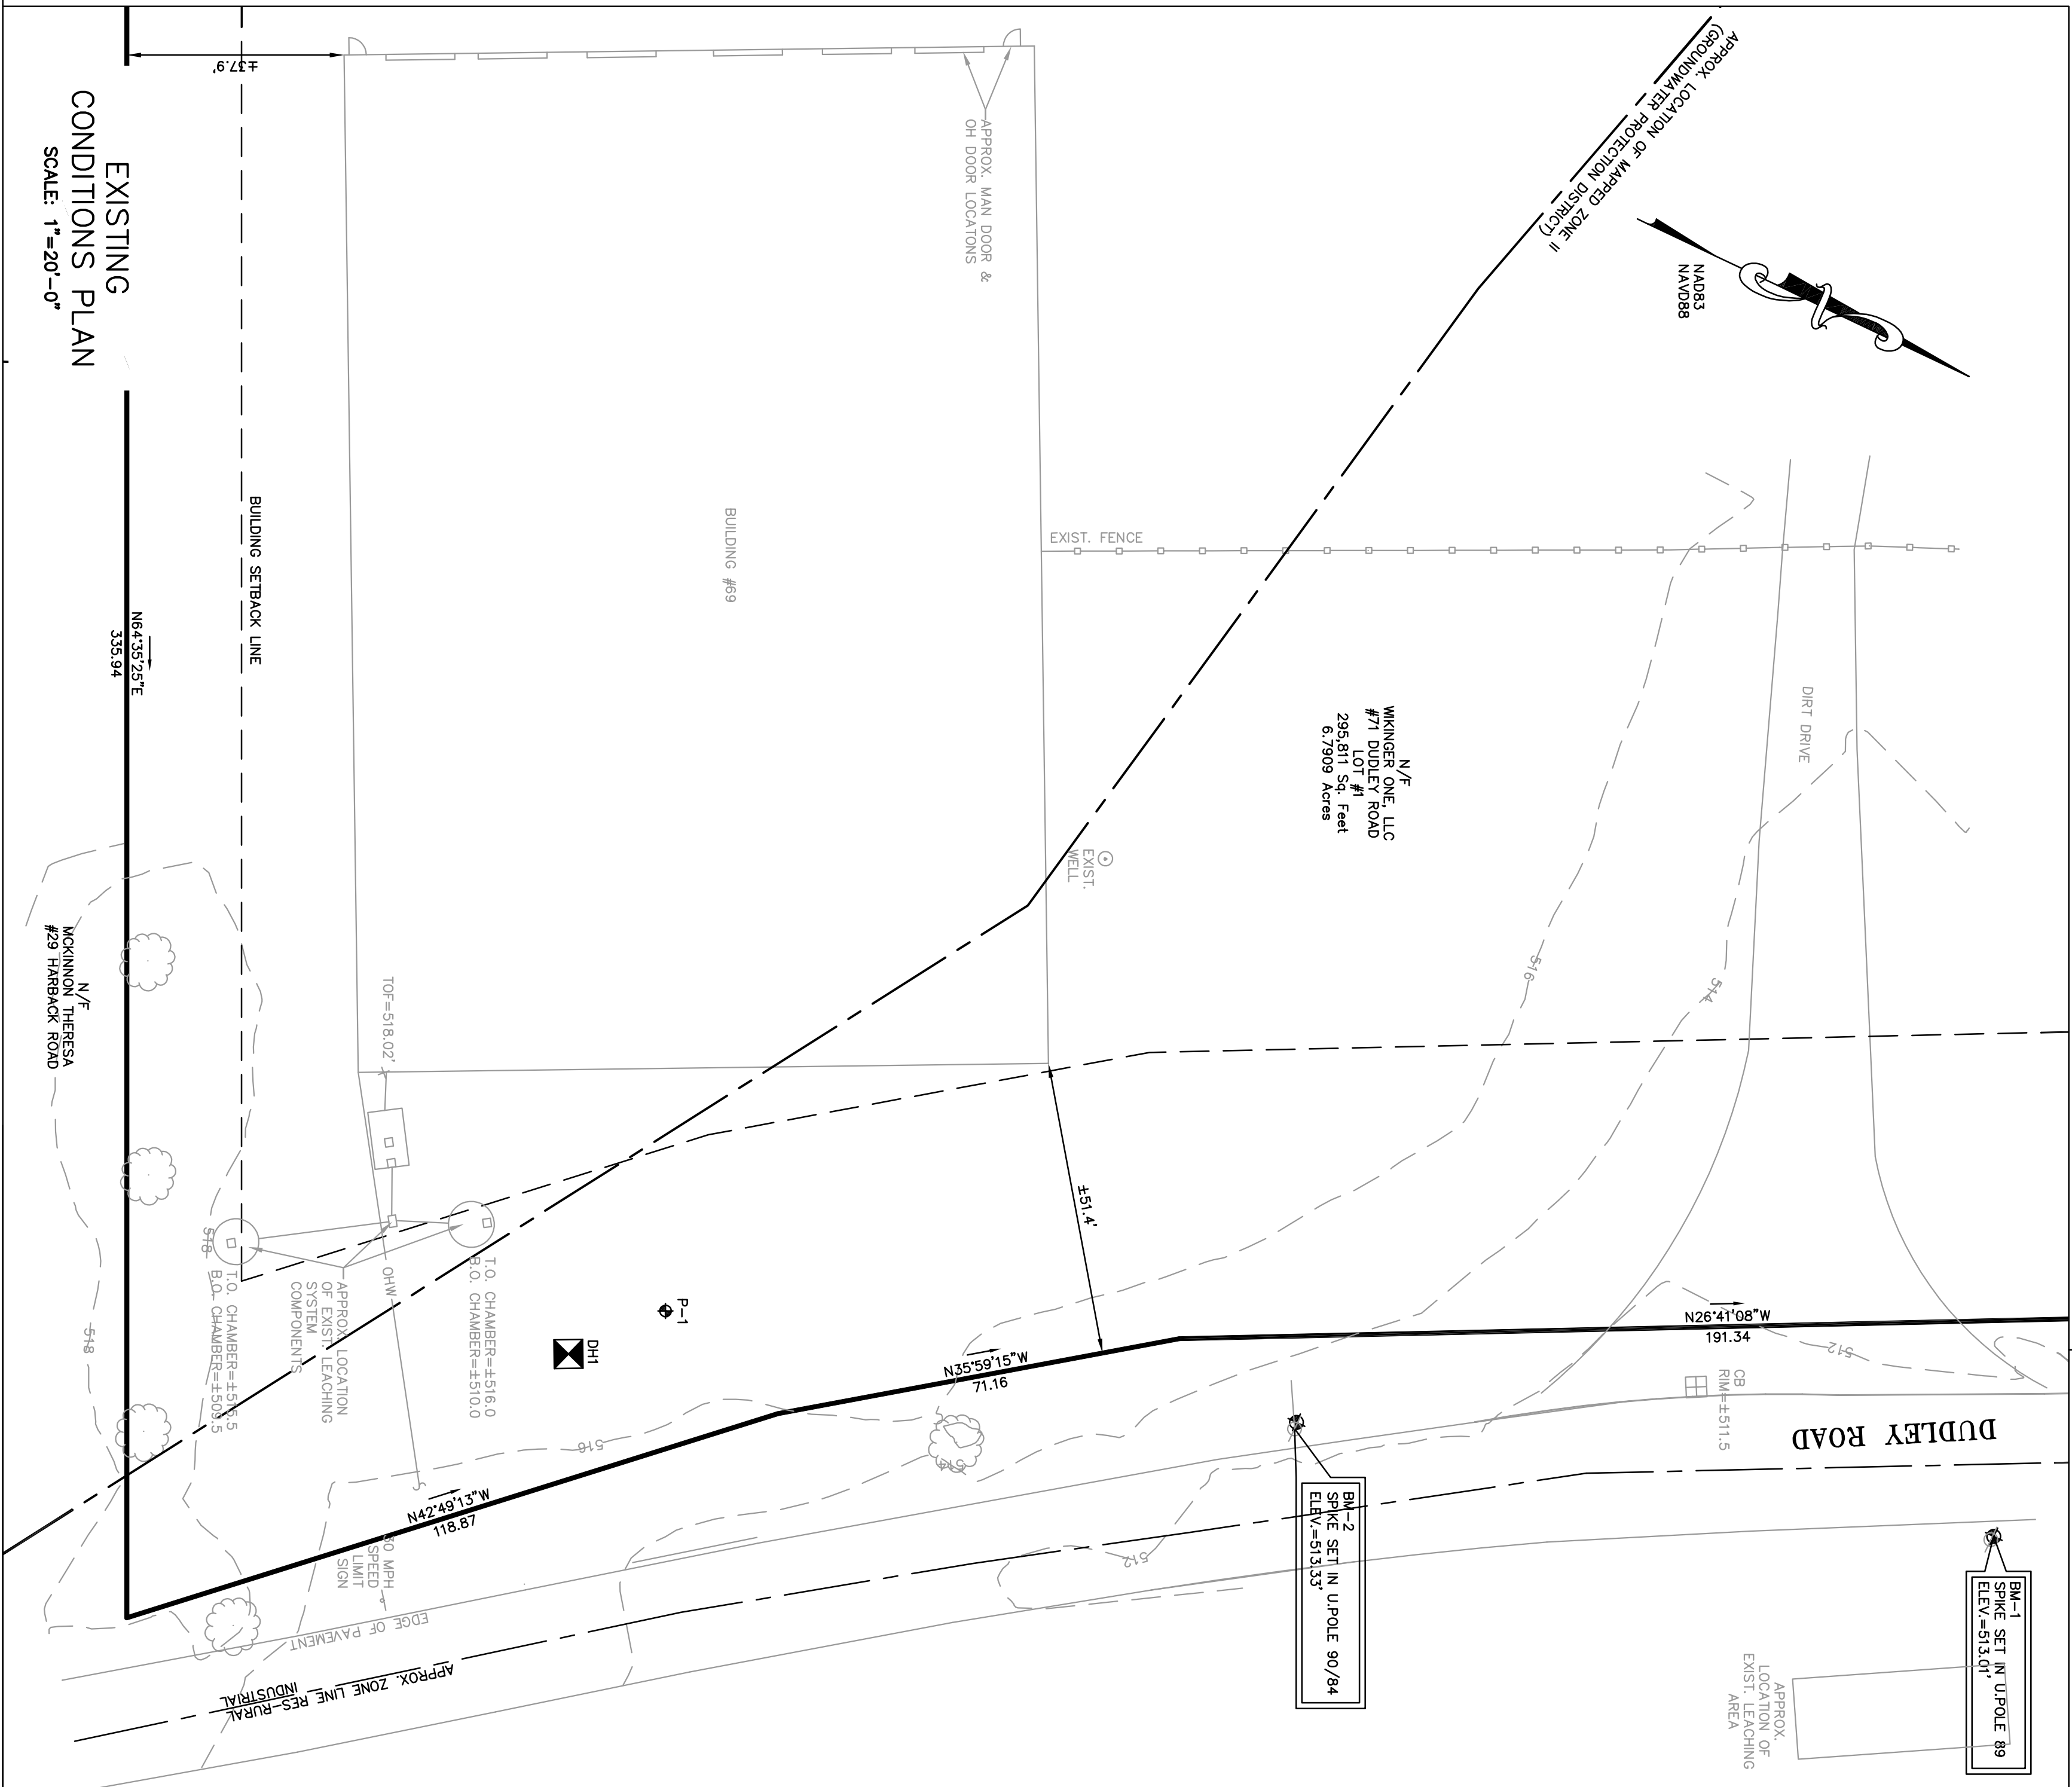 EXISTING
CONDITIONS PLAN
SCALE: 1"=20'-0"
±37.9'
BUILDING SETBACK LINE
N64°35'25"E
335.94
N/F
MCKINNON THERESA
#29 HARBACK ROAD
BUILDING #69
APPROX. MAN DOOR &
OH DOOR LOCATONS
APPROX. LOCATION OF MAPPED ZONE II
(GROUNDWATER PROTECTION DISTRICT)
NAD83
NAVD88
EXIST. FENCE
DIRT DRIVE
N/F
WIKINGER ONE, LLC
#71 DUDLEY ROAD
LOT #1
295,811 Sq. Feet
6.7909 Acres
EXIST.
WELL
516
514
TOF=518.02'
±51.4'
518
518
T.O. CHAMBER=±515.5
B.O. CHAMBER=±509.5
APPROX. LOCATION
OF EXIST. LEACHING
SYSTEM
COMPONENTS
OHW
T.O. CHAMBER=±516.0
B.O. CHAMBER=±510.0
DH1
P-1
N42°49'13"W
118.87
N35°59'15"W
71.16
N26°41'08"W
191.34
516
514
512
512
CB
RIM=±511.5
DUDLEY ROAD
30 MPH
SPEED
LIMIT
SIGN
EDGE OF PAVEMENT
APPROX. ZONE LINE RES-RURAL
INDUSTRIAL
BM-2
SPIKE SET IN U.POLE 90/84
ELEV.=513.33'
BM-1
SPIKE SET IN U.POLE 89
ELEV.=513.01'
APPROX.
LOCATION OF
EXIST. LEACHING
AREA